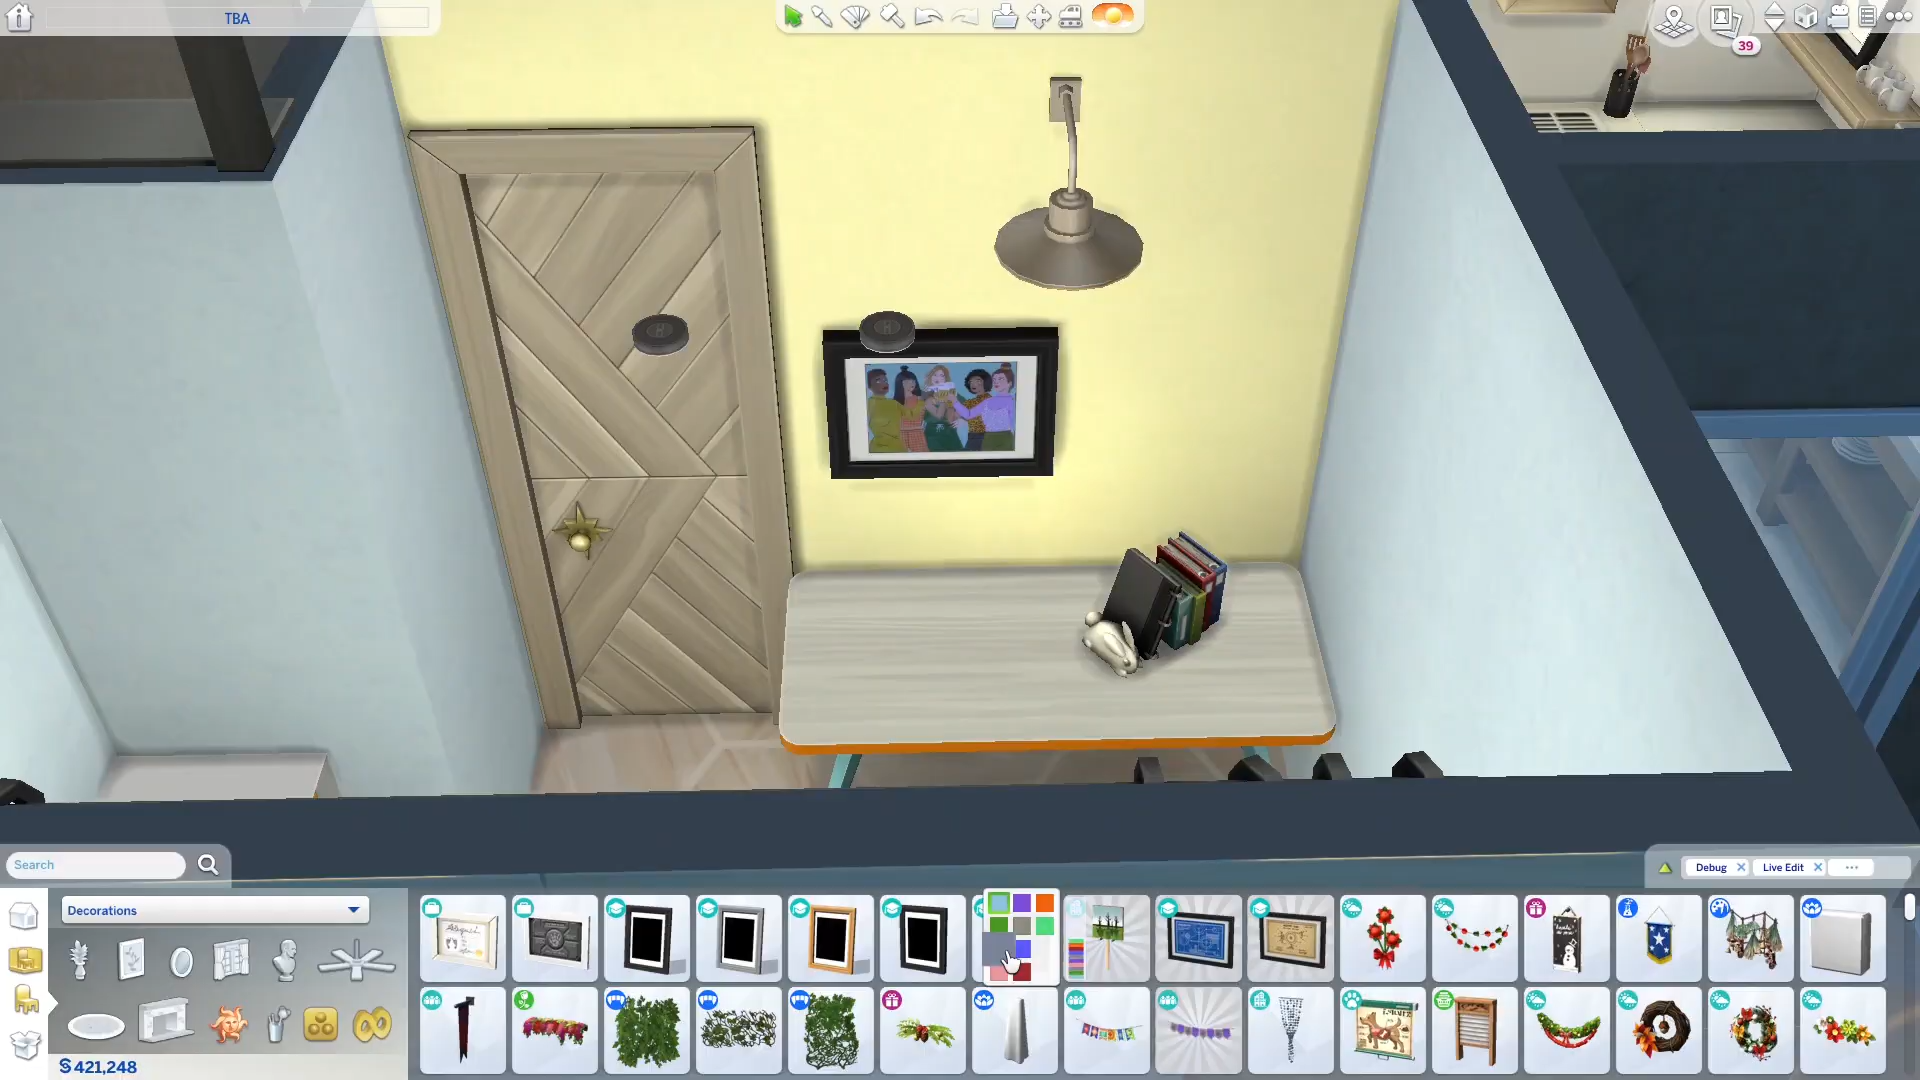 TBA
39
Search
Debug
Live Edit
Decorations
421,248